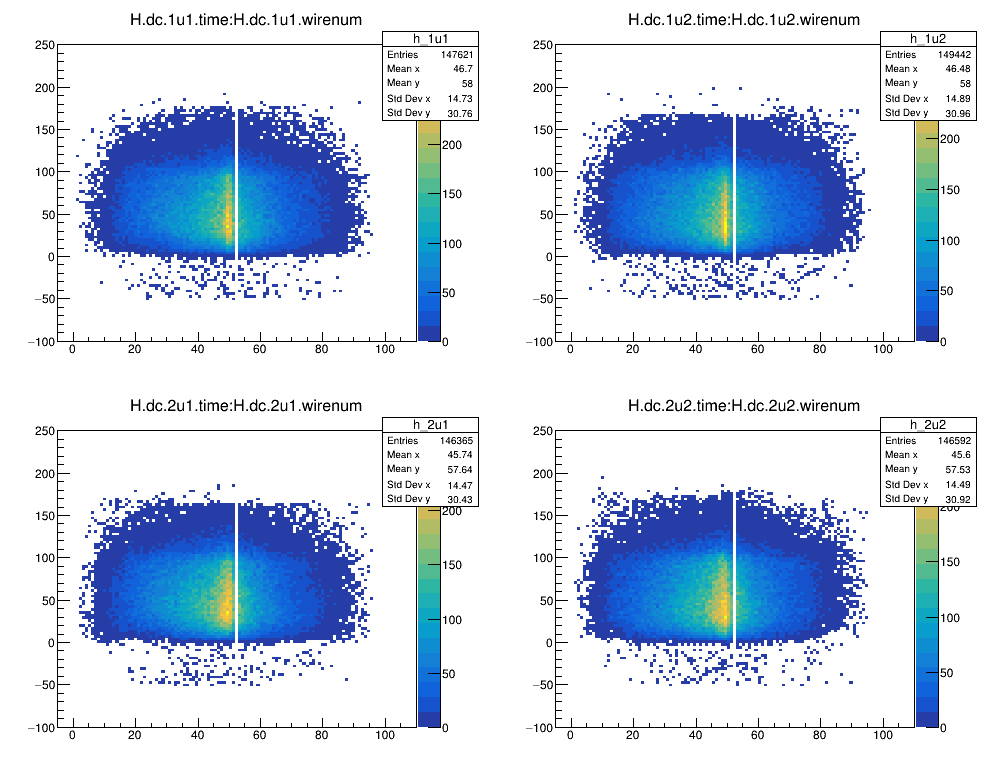 H.dc.1u1.time:H.dc.1u1.wirenum
h_1u1
Entries 147621
Mean x 46.7
Mean y 58
Std Dev x 14.73
Std Dev y 30.76
250
200
150
100
50
0
−50
−100
0 20 40 60 80 100
200
150
100
50
0
H.dc.1u2.time:H.dc.1u2.wirenum
h_1u2
Entries 149442
Mean x 46.48
Mean y 58
Std Dev x 14.89
Std Dev y 30.96
250
200
150
100
50
0
−50
−100
0 20 40 60 80 100
200
150
100
50
0
H.dc.2u1.time:H.dc.2u1.wirenum
h_2u1
Entries 146365
Mean x 45.74
Mean y 57.64
Std Dev x 14.47
Std Dev y 30.43
250
200
150
100
50
0
−50
−100
0 20 40 60 80 100
200
150
100
50
0
H.dc.2u2.time:H.dc.2u2.wirenum
h_2u2
Entries 146592
Mean x 45.6
Mean y 57.53
Std Dev x 14.49
Std Dev y 30.92
250
200
150
100
50
0
−50
−100
0 20 40 60 80 100
200
150
100
50
0